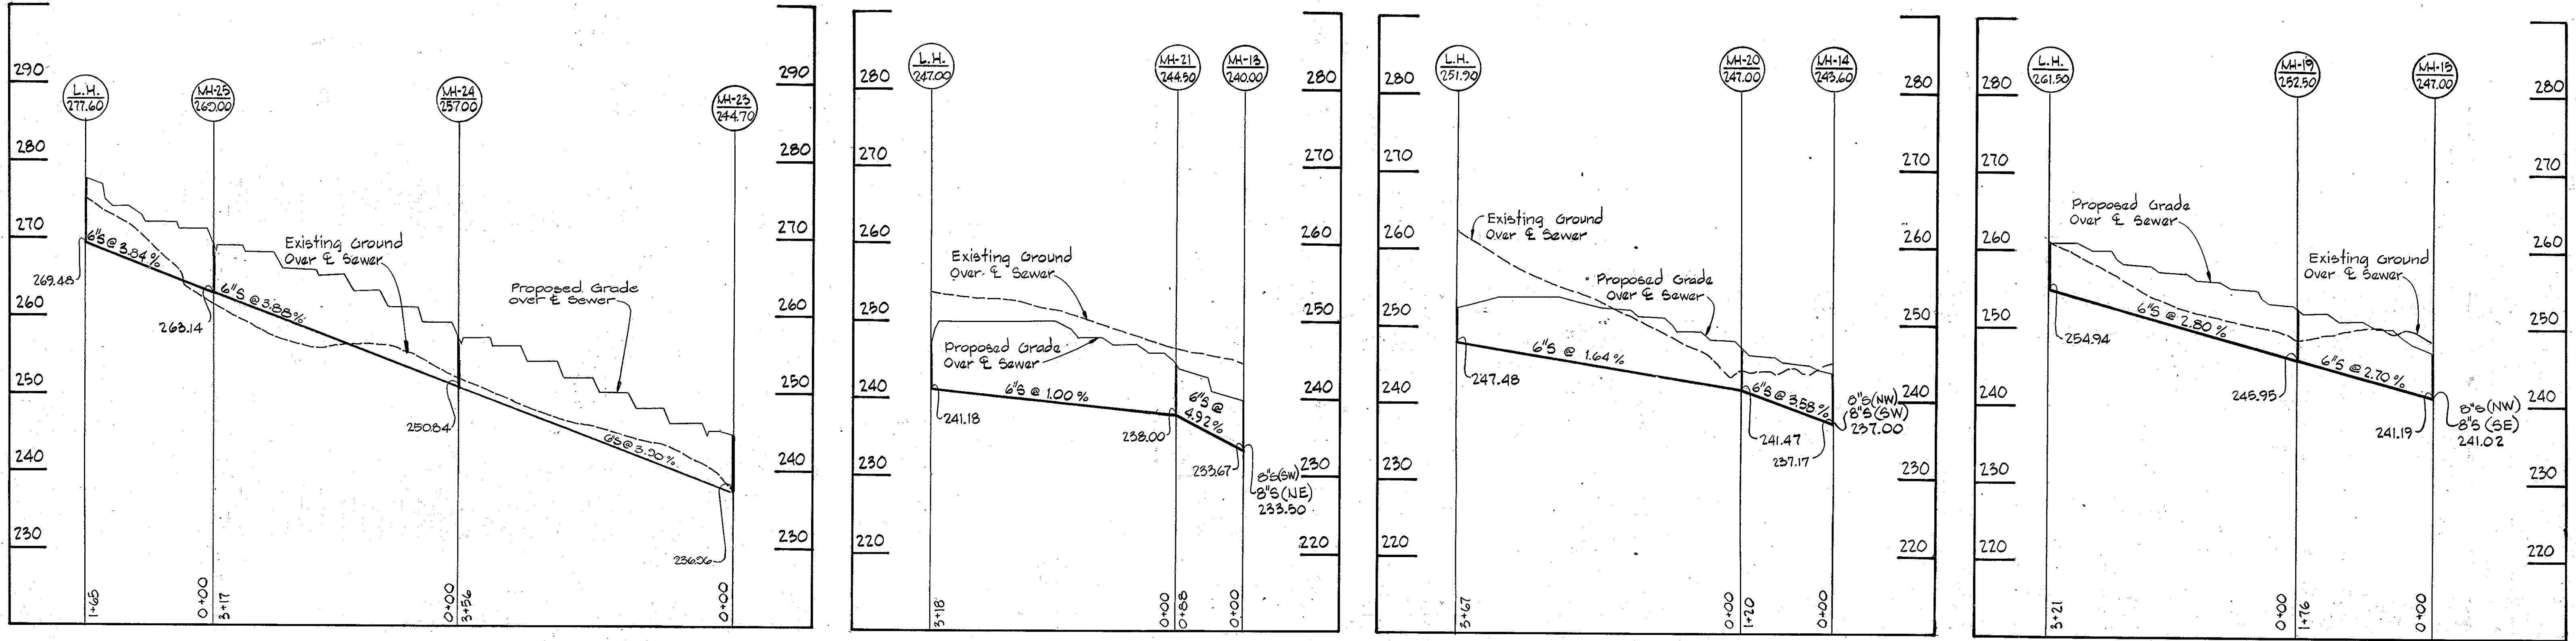 290
280
270
260
250
240
230
L.H.
277.60
MH-25
269.00
MH-24
257.00
MH-23
244.70
290
280
270
260
250
240
230
6"S @ 3.84 %
6"S @ 3.88 %
6"S @ 3.90 %
Existing Ground
Over ℄ Sewer
Proposed Grade
over ℄ Sewer
269.48
263.14
250.84
236.96
1+65
0+00
3+17
0+00
3+56
0+00
280
270
260
250
240
230
220
L.H.
247.00
MH-21
244.50
MH-13
240.00
280
270
260
250
240
230
220
Existing Ground
Over ℄ Sewer
Proposed Grade
Over ℄ Sewer
6"S @ 1.00 %
6"S @
4.92 %
241.18
238.00
233.67
8"S(SW)
8"S(NE)
233.50
3+18
0+00
0+88
0+00
280
270
260
250
240
230
220
L.H.
251.90
MH-20
247.00
MH-14
243.60
280
270
260
250
240
230
220
Existing Ground
Over ℄ Sewer
Proposed Grade
Over ℄ Sewer
6"S @ 1.64 %
6"S @ 3.58 %
247.48
241.47
237.17
8"S(NW)
8"S(SW)
237.00
3+67
0+00
1+20
0+00
280
270
260
250
240
230
220
L.H.
261.50
MH-19
252.50
MH-15
247.00
280
270
260
250
240
230
220
Proposed Grade
Over ℄ Sewer
Existing Ground
Over ℄ Sewer
6"S @ 2.80 %
6"S @ 2.70 %
254.94
245.95
241.19
8"S (NW)
8"S (SE)
241.02
3+21
0+00
1+76
0+00